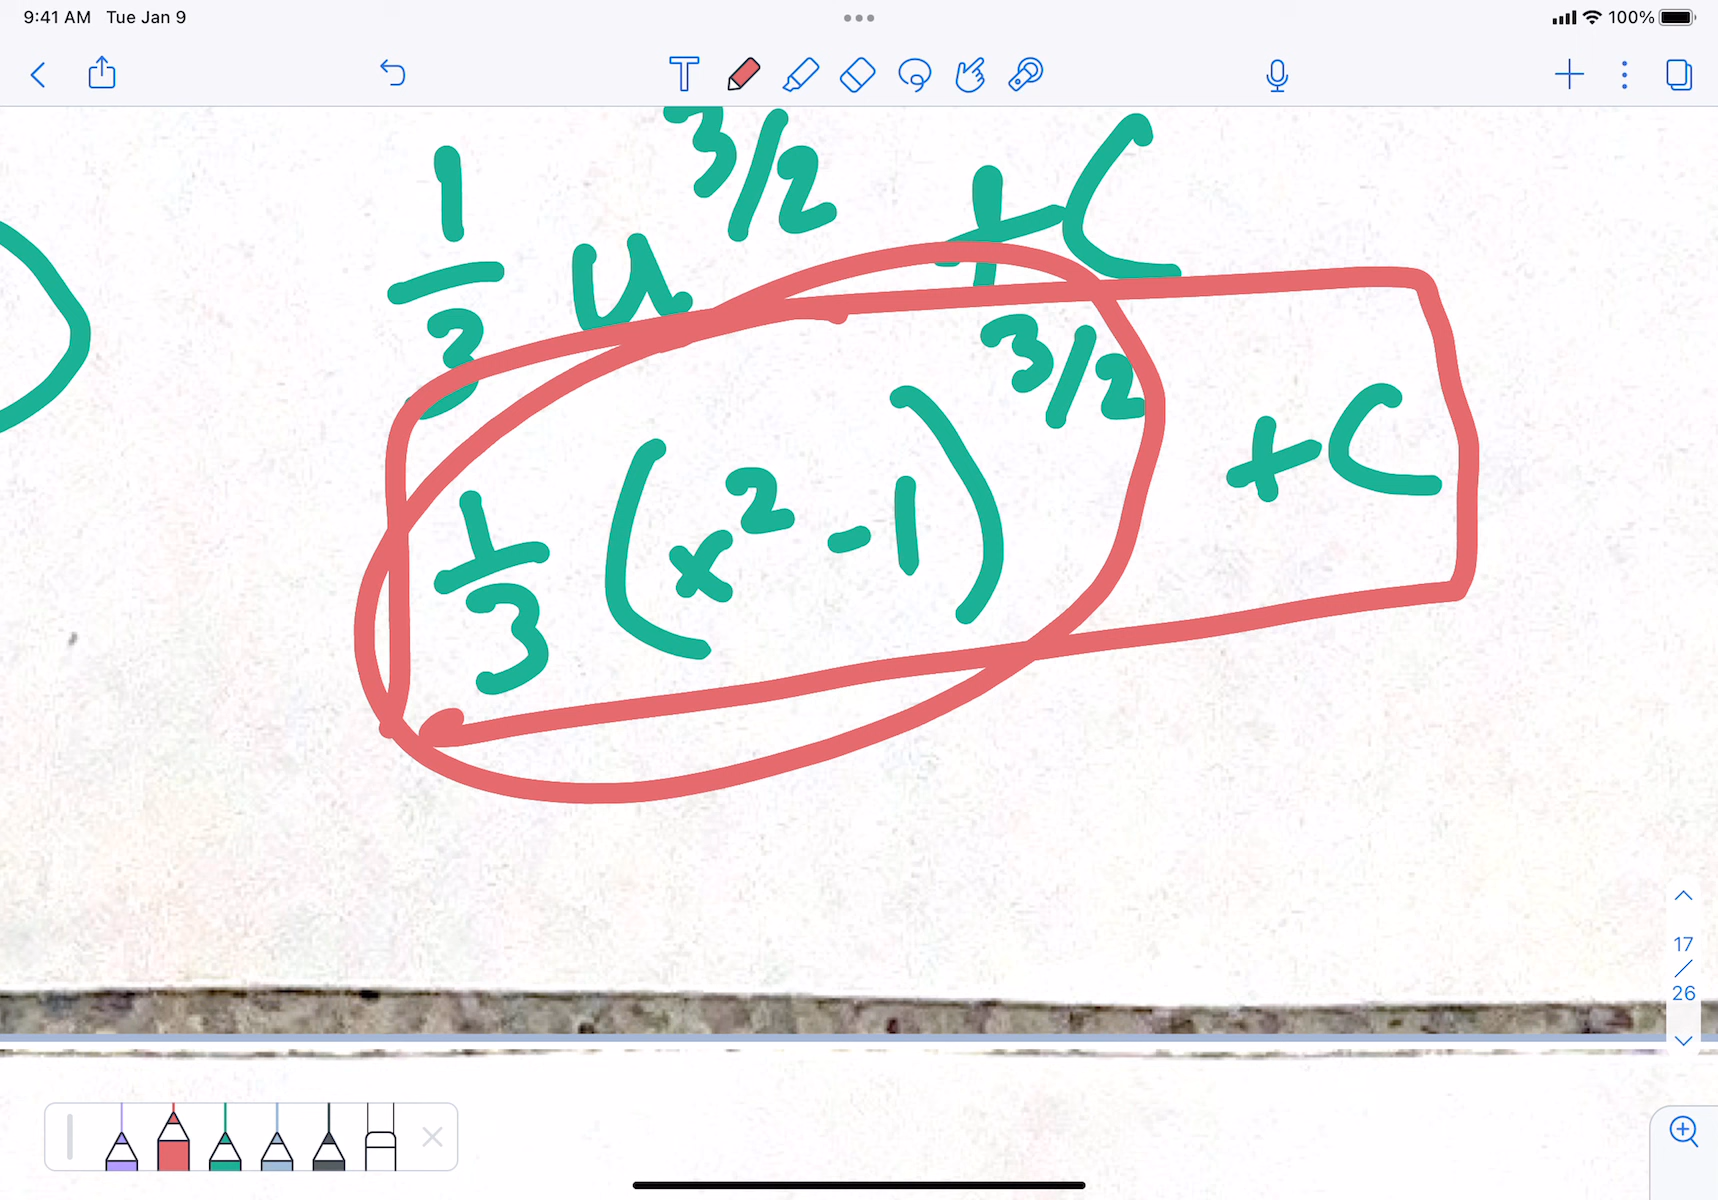 9:41 AM Tue Jan 9 100%
1/3 u^3/2 + C
1/3 (x^2 - 1)^3/2 + C
17
/
26